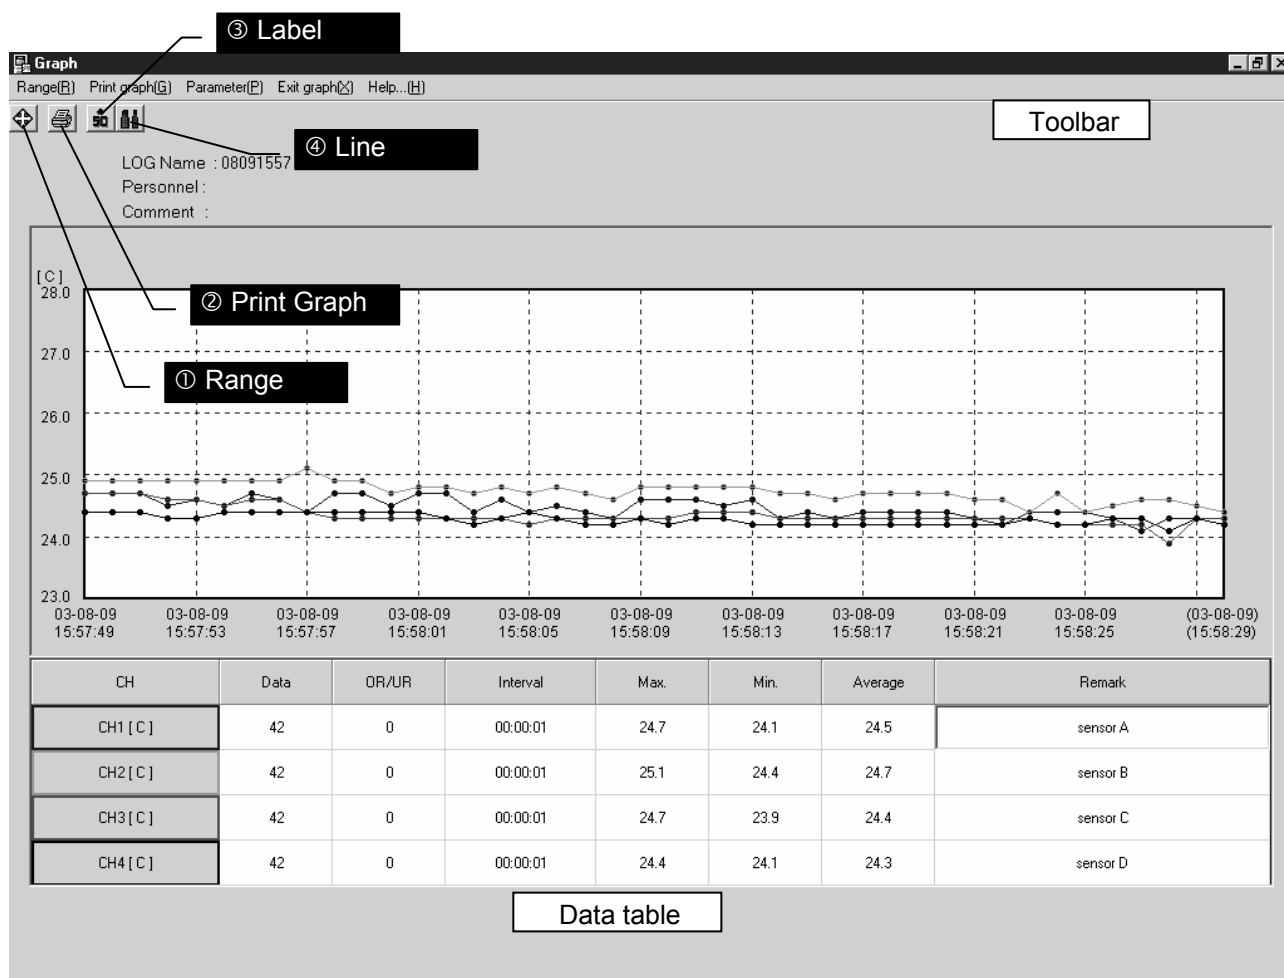 ③ Label
Graph
Range(R) Print graph(G) Parameter(P) Exit graph(X) Help...(H)
SQ
Toolbar
④ Line
LOG Name : 08091557
Personnel :
Comment :
[C]
28.0
② Print Graph
27.0
① Range
26.0
25.0
24.0
23.0
03-08-09 03-08-09 03-08-09 03-08-09 03-08-09 03-08-09 03-08-09 03-08-09 03-08-09 03-08-09 (03-08-09)
15:57:49 15:57:53 15:57:57 15:58:01 15:58:05 15:58:09 15:58:13 15:58:17 15:58:21 15:58:25 (15:58:29)
CH Data OR/UR Interval Max. Min. Average Remark
CH1 [ C ] 42 0 00:00:01 24.7 24.1 24.5 sensor A
CH2 [ C ] 42 0 00:00:01 25.1 24.4 24.7 sensor B
CH3 [ C ] 42 0 00:00:01 24.7 23.9 24.4 sensor C
CH4 [ C ] 42 0 00:00:01 24.4 24.1 24.3 sensor D
Data table